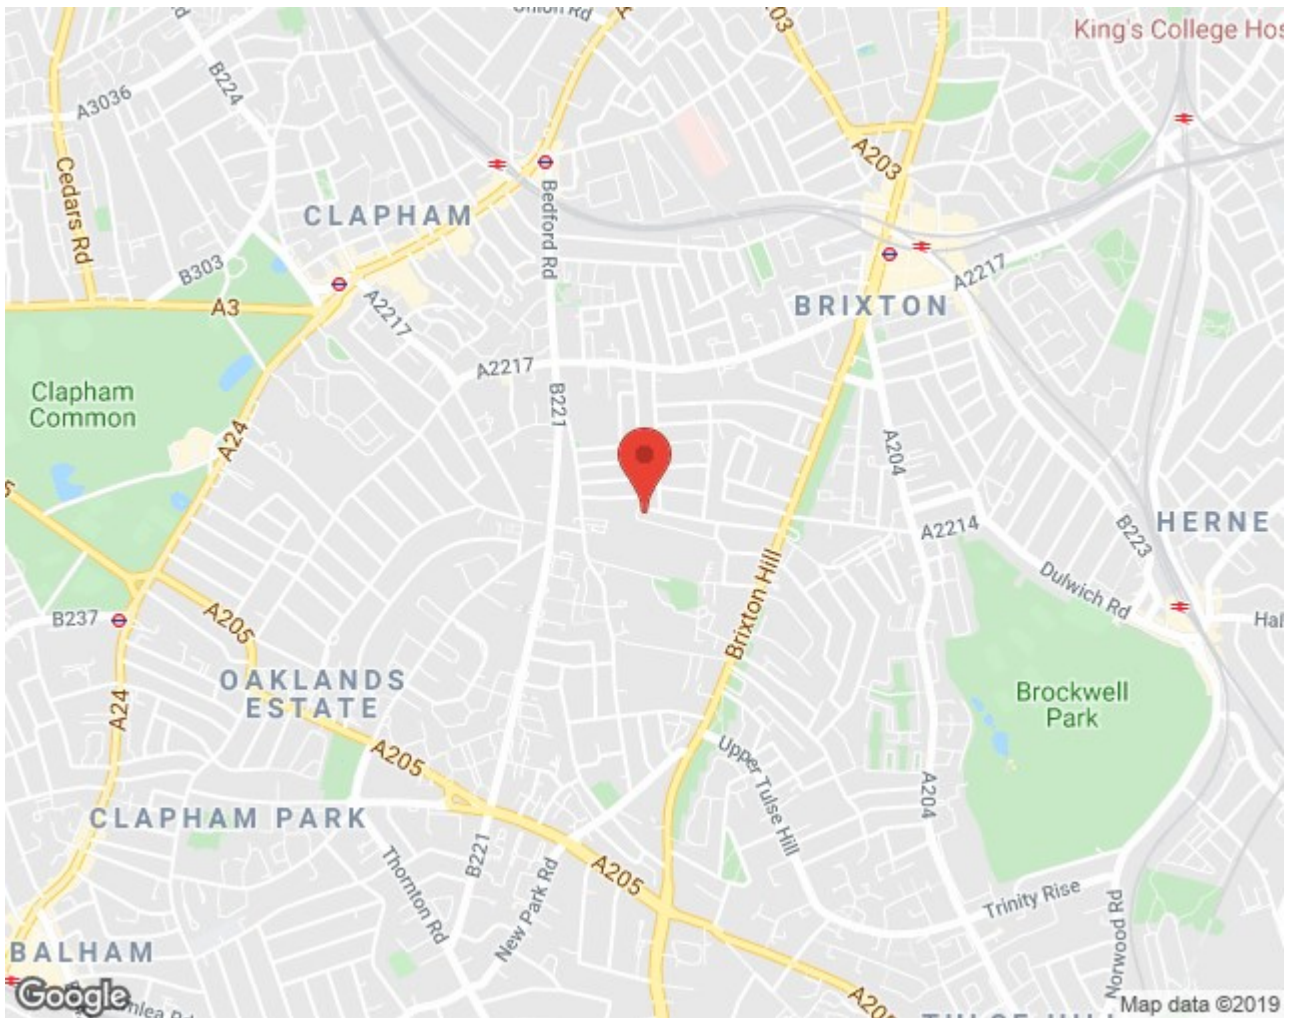 Union Rd
A203
King's College Hos
B224
A3036
A203
Cedars Rd
CLAPHAM
Bedford Rd
B303
A2217
A3
A2217
BRIXTON
A2217
B221
Clapham
Common
A24
A204
A2214
B223
HERNE
Dulwich Rd
B237
A205
Brixton Hill
Hal
OAKLANDS
ESTATE
A24
Brockwell
Park
A205
Upper Tulse Hill
A204
CLAPHAM PARK
B221
Thornton Rd
New Park Rd
A205
Trinity Rise
Norwood Rd
BALHAM
A205
Google
Map data ©2019